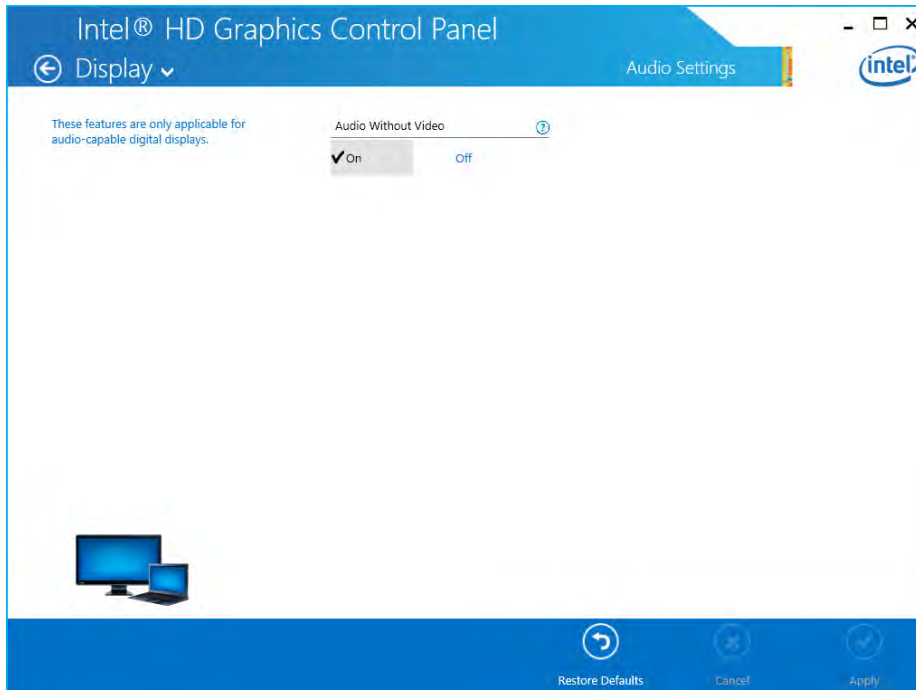 Intel® HD Graphics Control Panel
Display
Audio Settings
intel
These features are only applicable for
audio-capable digital displays.
Audio Without Video
On
Off
Restore Defaults
Cancel
Apply